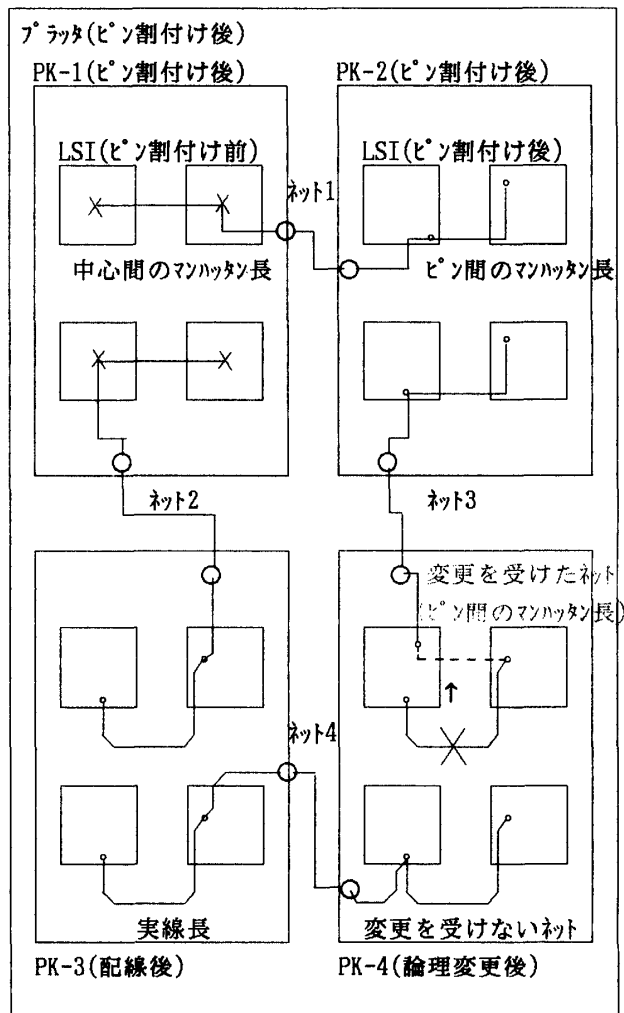 プラッタ(ピン割付け後)
PK-1(ピン割付け後)
PK-2(ピン割付け後)
LSI(ピン割付け前)
ネット1
LSI(ピン割付け後)
中心間のマンハッタン長
ピン間のマンハッタン長
ネット2
ネット3
変更を受けたネット
(ピン間のマンハッタン長)
ネット4
実線長
変更を受けないネット
PK-3(配線後)
PK-4(論理変更後)